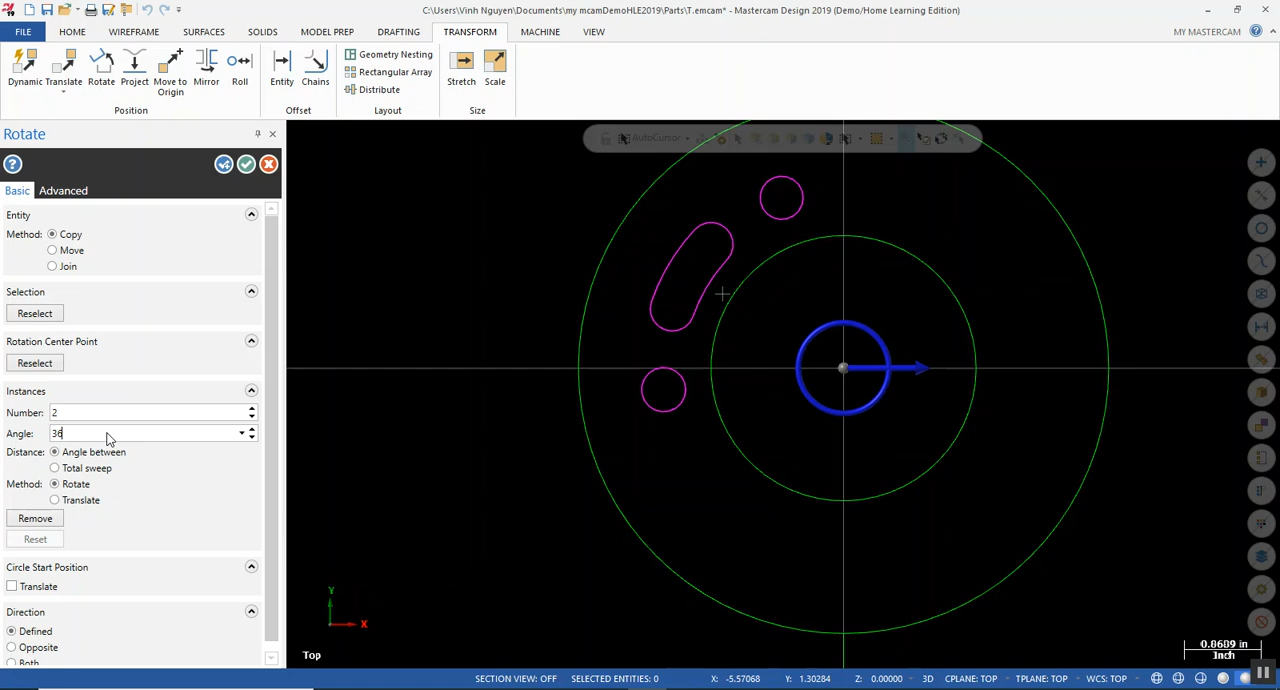 C:\Users\Vinh Nguyen\Documents\my mcamDemoHLE2019\Parts\T.emcam* - Mastercam Design 2019 (Demo/Home Learning Edition)
FILE HOME WIREFRAME SURFACES SOLIDS MODEL PREP DRAFTING TRANSFORM MACHINE VIEW MY MASTERCAM
Dynamic Translate Rotate Project Move to Origin Mirror Roll
Position
Entity Chains
Offset
Geometry Nesting
Rectangular Array
Distribute
Layout
Stretch Scale
Size
Rotate
Basic Advanced
Entity
Method: Copy
Move
Join
Selection
Reselect
Rotation Center Point
Reselect
Instances
Number: 2
Angle: 36
Distance: Angle between
Total sweep
Method: Rotate
Translate
Remove
Reset
Circle Start Position
Translate
Direction
Defined
Opposite
Both
AutoCursor
Y
X
Top
0.8689 in
Inch
SECTION VIEW: OFF SELECTED ENTITIES: 0 X: -5.57068 Y: 1.30284 Z: 0.00000 3D CPLANE: TOP TPLANE: TOP WCS: TOP